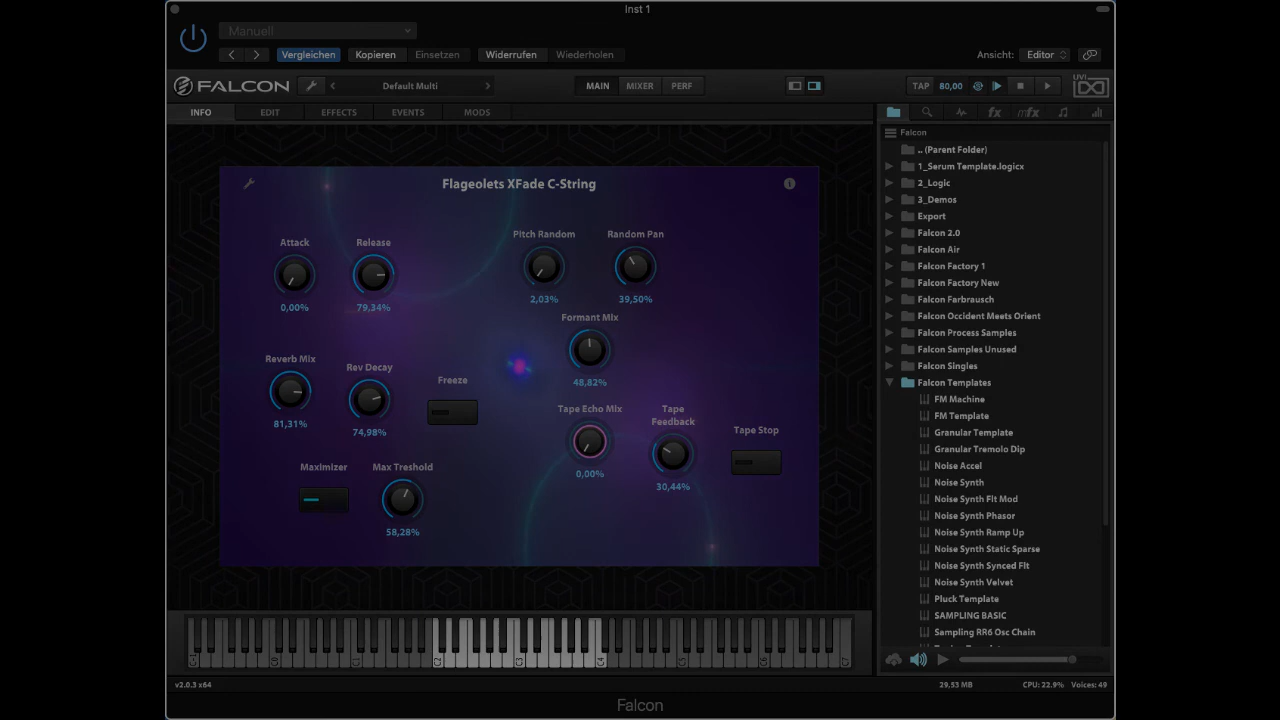 Inst 1
Manuell
Vergleichen Kopieren Einsetzen Widerrufen Wiederholen Ansicht: Editor
FALCON Default Multi MAIN MIXER PERF TAP 80,00 UVI
INFO EDIT EFFECTS EVENTS MODS fx mfx
Flageolets XFade C-String
Attack Release Pitch Random Random Pan
0,00% 79,34% 2,03% 39,50%
Formant Mix
48,82%
Reverb Mix Rev Decay Freeze
81,31% 74,98%
Tape Echo Mix Tape Feedback Tape Stop
0,00% 30,44%
Maximizer Max Treshold
58,28%
Falcon
.. (Parent Folder)
1_Serum Template.logicx
2_Logic
3_Demos
Export
Falcon 2.0
Falcon Air
Falcon Factory 1
Falcon Factory New
Falcon Farbrausch
Falcon Occident Meets Orient
Falcon Process Samples
Falcon Samples Unused
Falcon Singles
Falcon Templates
FM Machine
FM Template
Granular Template
Granular Tremolo Dip
Noise Accel
Noise Synth
Noise Synth Flt Mod
Noise Synth Phasor
Noise Synth Ramp Up
Noise Synth Static Sparse
Noise Synth Synced Flt
Noise Synth Velvet
Pluck Template
SAMPLING BASIC
Sampling RR6 Osc Chain
v2.0.3 x64 29,53 MB CPU: 22.9% Voices: 49
Falcon